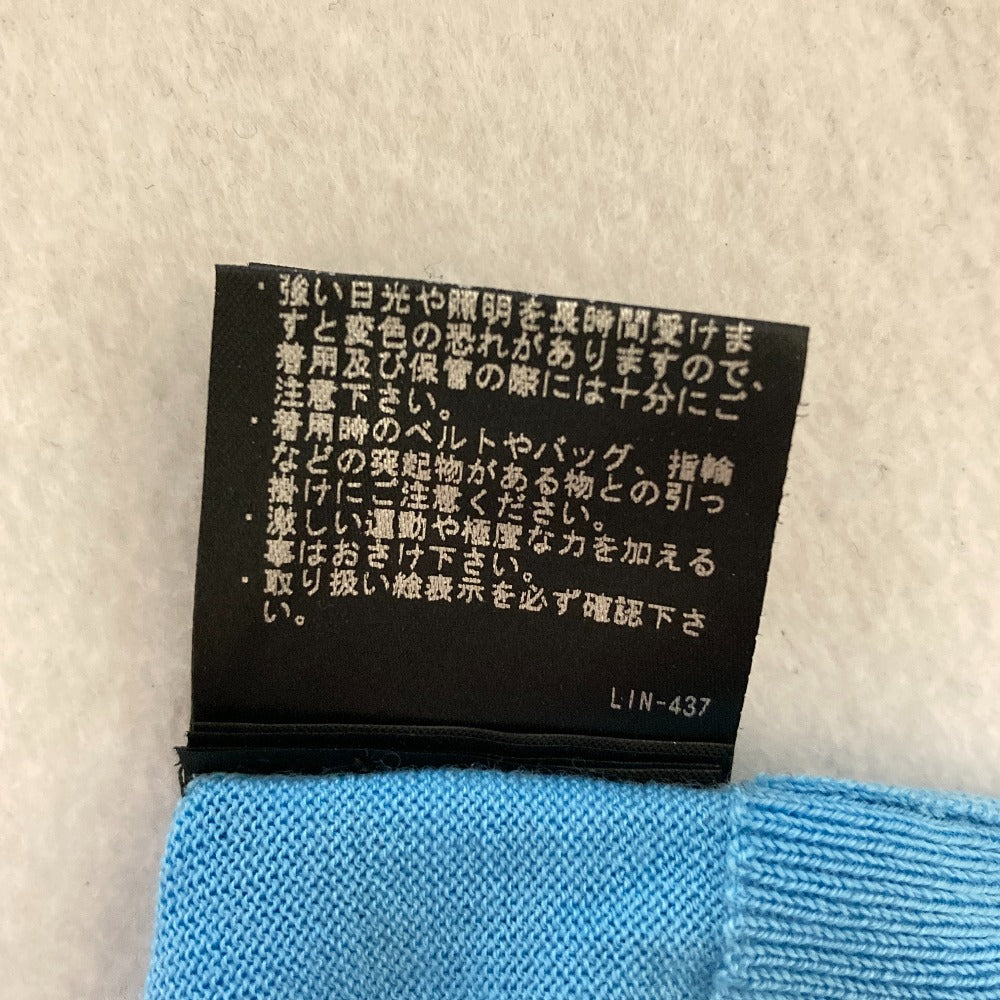 ・強い日光や照明を長時間受けま
すと変色の恐れがありますので、
着用及び保管の際には十分にご
注意下さい。
・着用時のベルトやバッグ、指輪
などの突起物がある物との引っ
掛けにご注意ください。
・激しい運動や極度な力を加える
事はおさけ下さい。
・取り扱い絵表示を必ず確認下さ
い。
LIN-437